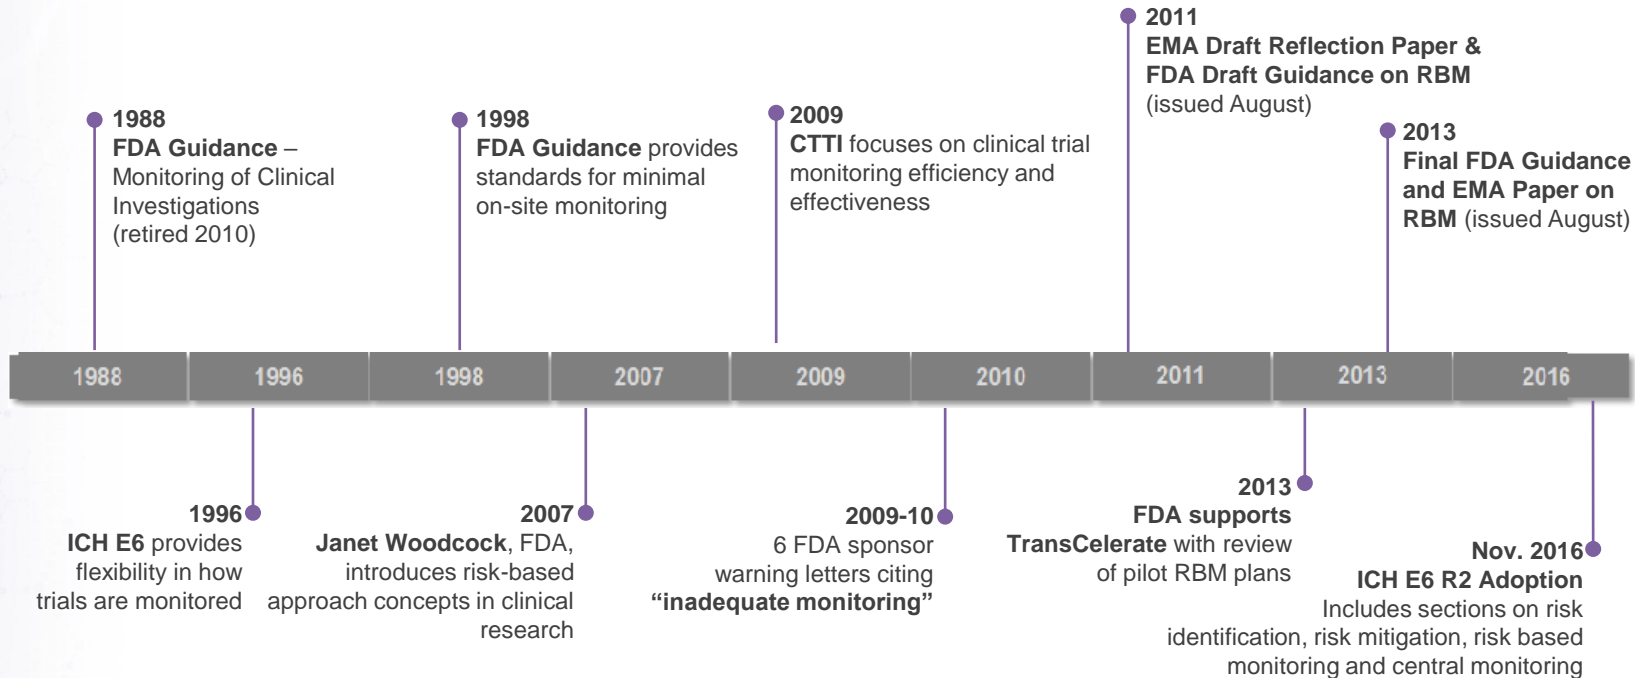 2011
EMA Draft Reflection Paper &
FDA Draft Guidance on RBM
(issued August)
1988
FDA Guidance –
Monitoring of Clinical
Investigations
(retired 2010)
1998
FDA Guidance provides
standards for minimal
on-site monitoring
2009
CTTI focuses on clinical trial
monitoring efficiency and
effectiveness
2013
Final FDA Guidance
and EMA Paper on
RBM (issued August)
1988 1996 1998 2007 2009 2010 2011 2013 2016
1996
ICH E6 provides
flexibility in how
trials are monitored
2007
Janet Woodcock, FDA,
introduces risk-based
approach concepts in clinical
research
2009-10
6 FDA sponsor
warning letters citing
“inadequate monitoring”
2013
FDA supports
TransCelerate with review
of pilot RBM plans
Nov. 2016
ICH E6 R2 Adoption
Includes sections on risk
identification, risk mitigation, risk based
monitoring and central monitoring